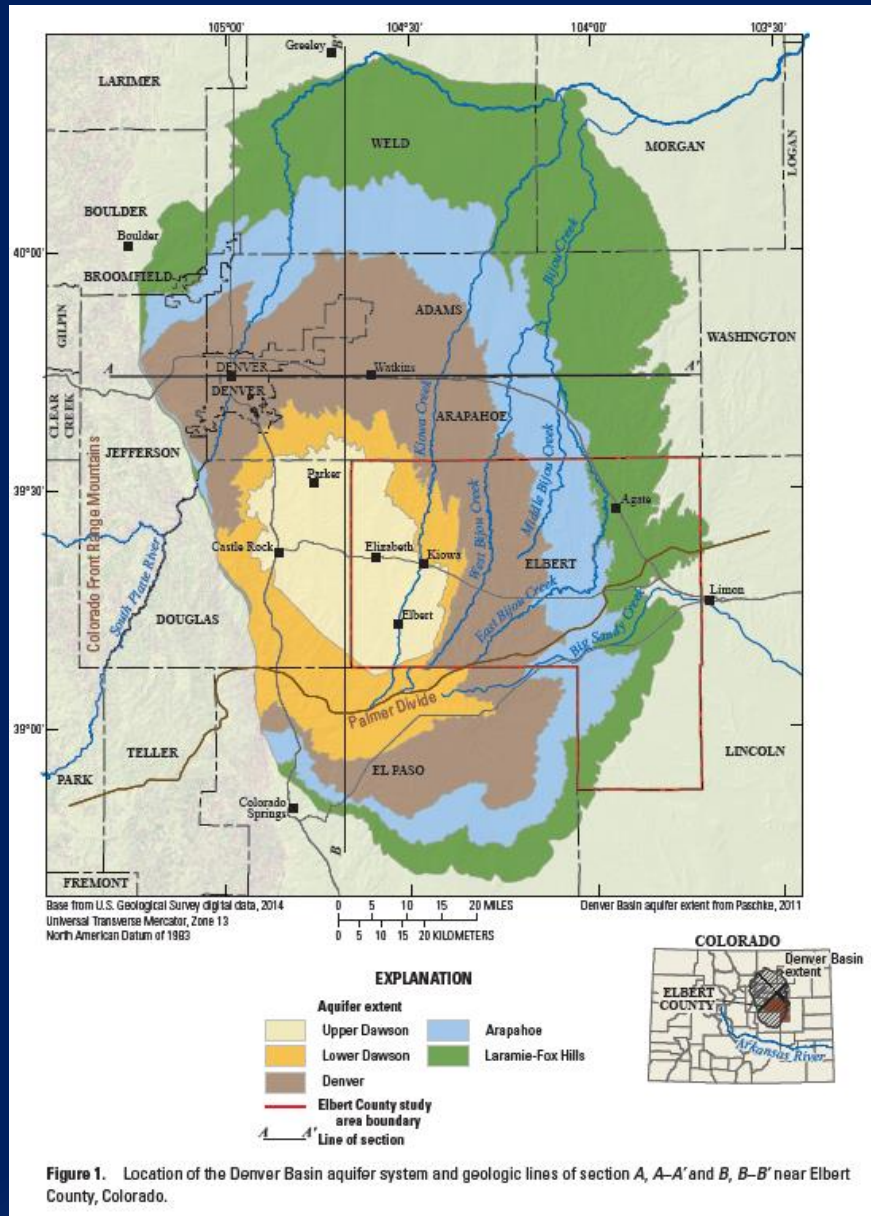 105°00'
104°30'
104°00'
103°30'
Greeley
B'
LARIMER
WELD
MORGAN
LOGAN
BOULDER
Boulder
40°00'
BROOMFIELD
Bijou Creek
GILPIN
ADAMS
WASHINGTON
A
DENVER
Watkins
A'
DENVER
CLEAR
CREEK
Kiowa Creek
ARAPAHOE
JEFFERSON
Colorado Front Range Mountains
Parker
39°30'
West Bijou Creek
Middle Bijou Creek
Agate
Castle Rock
Elizabeth
Kiowa
ELBERT
South Platte River
DOUGLAS
Elbert
East Bijou Creek
Big Sandy Creek
Limon
Palmer Divide
39°00'
TELLER
LINCOLN
PARK
EL PASO
Colorado
Springs
B
FREMONT
Base from U.S. Geological Survey digital data, 2014
Universal Transverse Mercator, Zone 13
North American Datum of 1983
0 5 10 15 20 MILES
0 5 10 15 20 KILOMETERS
Denver Basin aquifer extent from Paschke, 2011
COLORADO
Denver Basin
extent
ELBERT
COUNTY
Arkansas River
EXPLANATION
Aquifer extent
Upper Dawson
Arapahoe
Lower Dawson
Laramie-Fox Hills
Denver
Elbert County study
area boundary
A A' Line of section
Figure 1. Location of the Denver Basin aquifer system and geologic lines of section A, A–A' and B, B–B' near Elbert
County, Colorado.